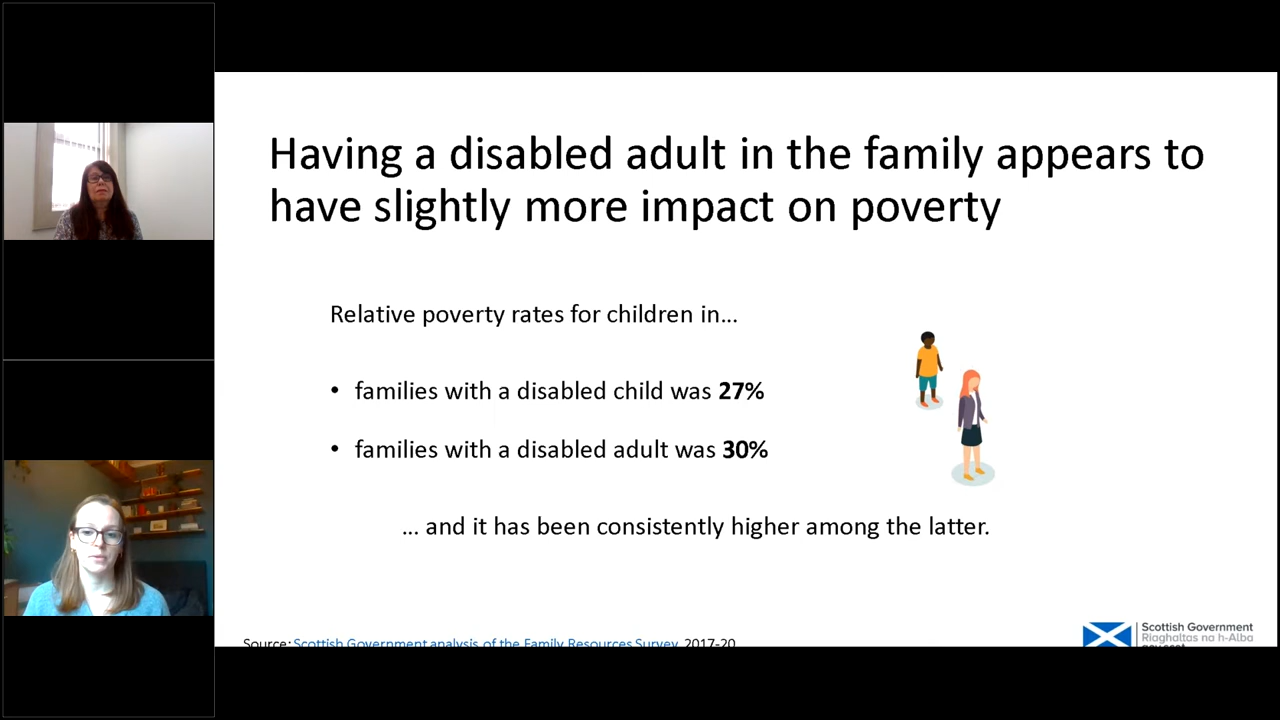 Having a disabled adult in the family appears to
have slightly more impact on poverty
Relative poverty rates for children in...
• families with a disabled child was 27%
• families with a disabled adult was 30%
... and it has been consistently higher among the latter.
Source: Scottish Government analysis of the Family Resources Survey, 2017-20
Scottish Government
Riaghaltas na h-Alba
gov.scot